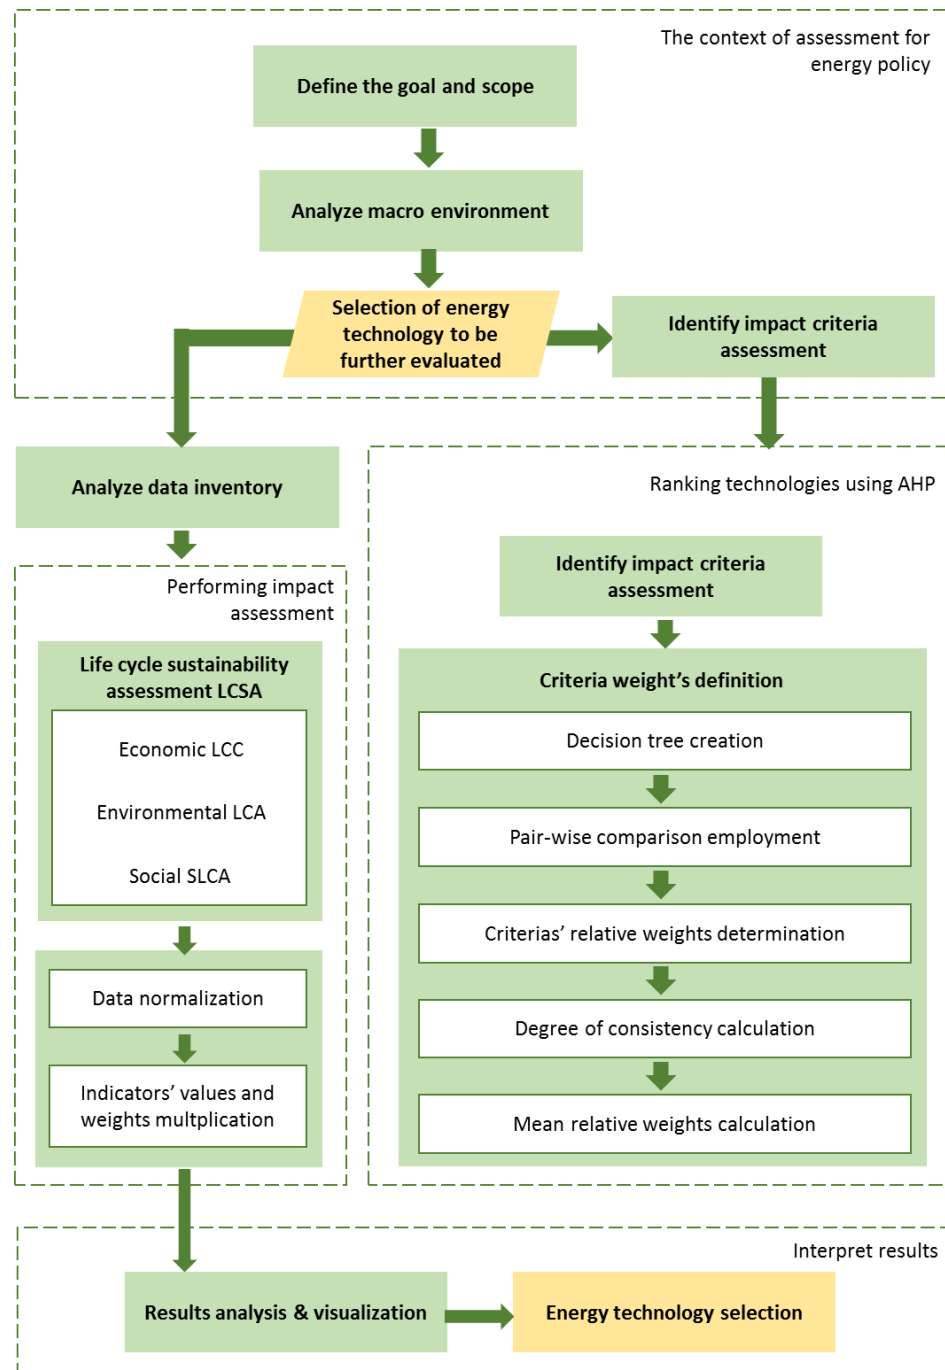 The context of assessment for
energy policy
Define the goal and scope
Analyze macro environment
Selection of energy
technology to be
further evaluated
Identify impact criteria
assessment
Analyze data inventory
Performing impact
assessment
Life cycle sustainability
assessment LCSA
Economic LCC
Environmental LCA
Social SLCA
Data normalization
Indicators' values and
weights multplication
Ranking technologies using AHP
Identify impact criteria
assessment
Criteria weight's definition
Decision tree creation
Pair-wise comparison employment
Criterias' relative weights determination
Degree of consistency calculation
Mean relative weights calculation
Interpret results
Results analysis & visualization
Energy technology selection